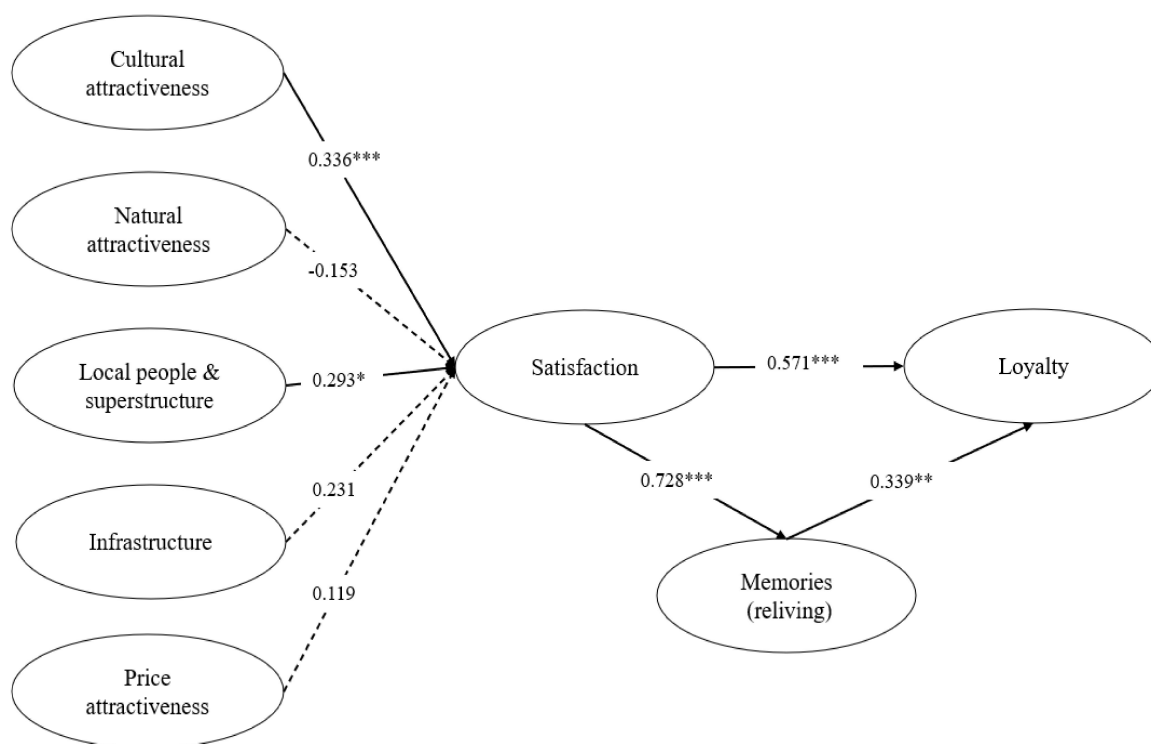 Cultural
attractiveness
0.336***
Natural
attractiveness
-0.153
Local people &
superstructure
0.293*
Satisfaction
0.571***
Loyalty
Infrastructure
0.231
0.728***
0.339**
Memories
(reliving)
0.119
Price
attractiveness